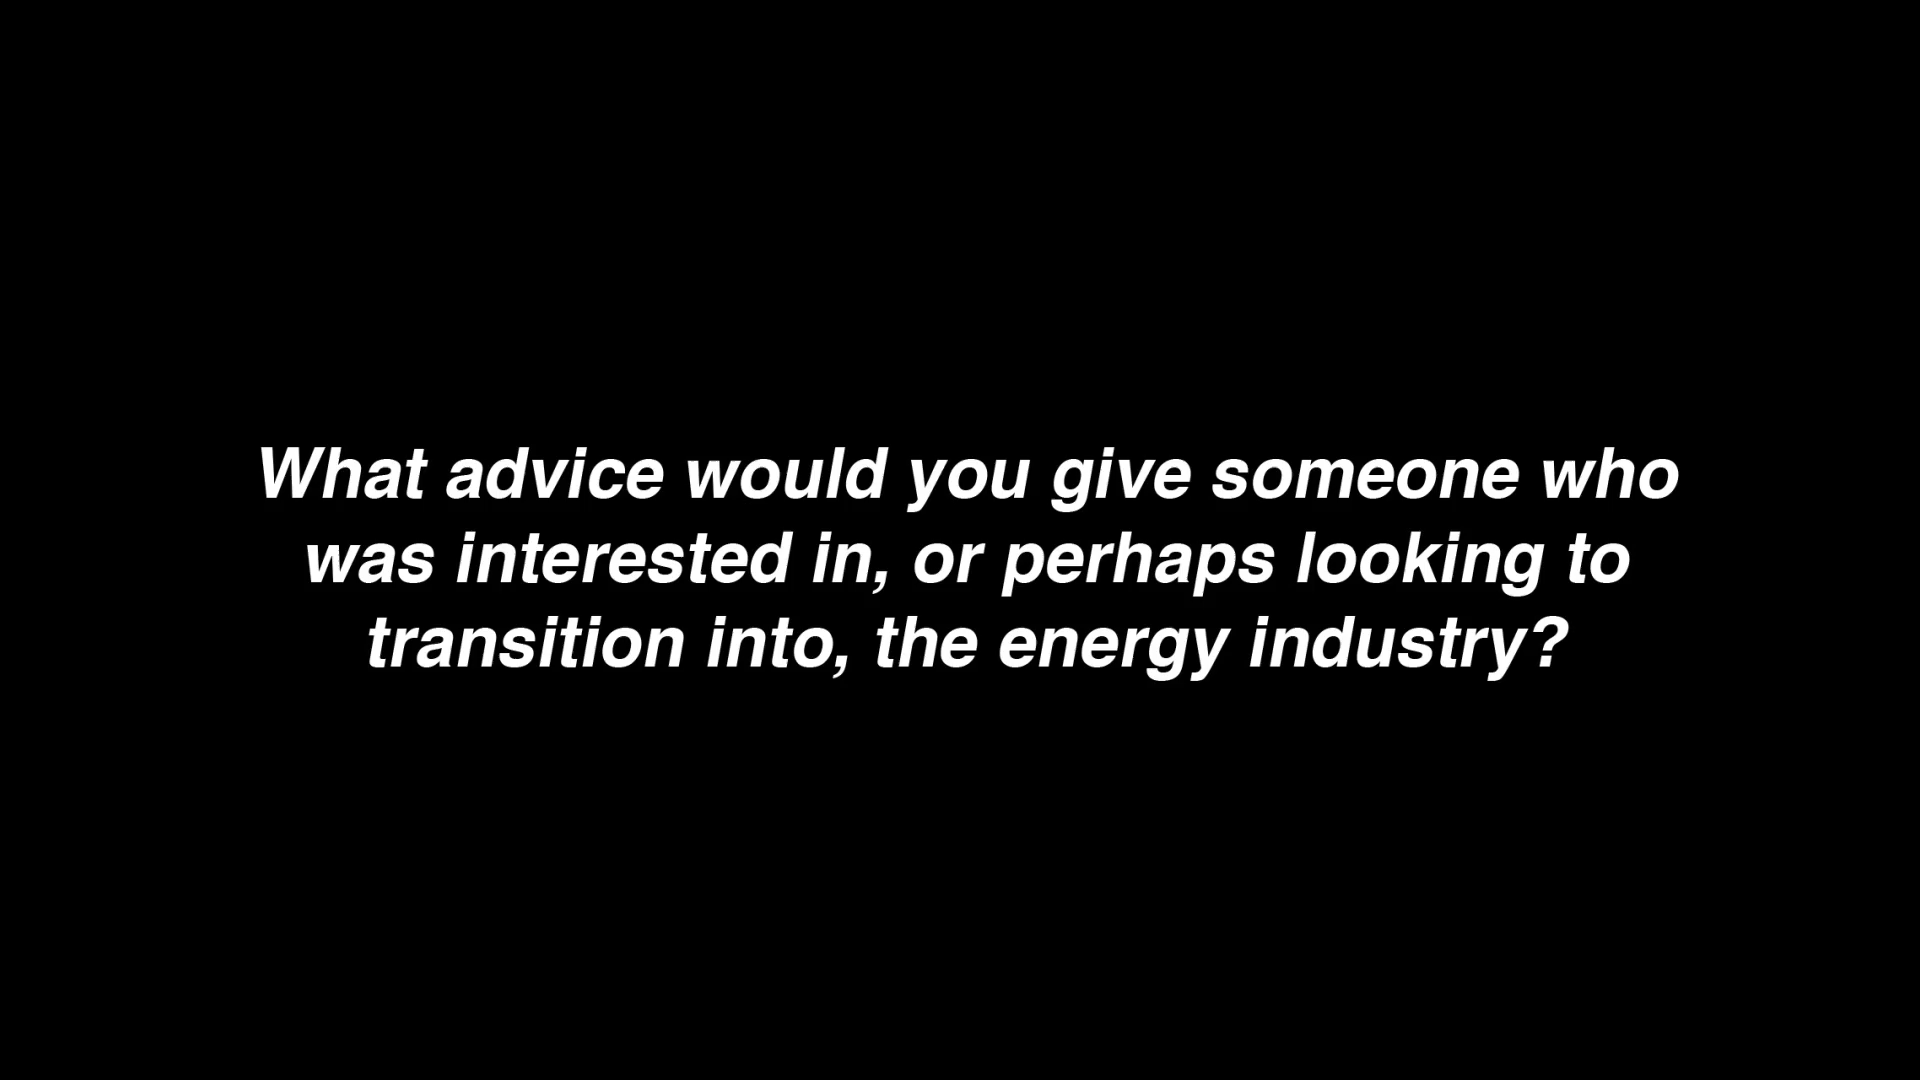 What advice would you give someone who
was interested in, or perhaps looking to
transition into, the energy industry?